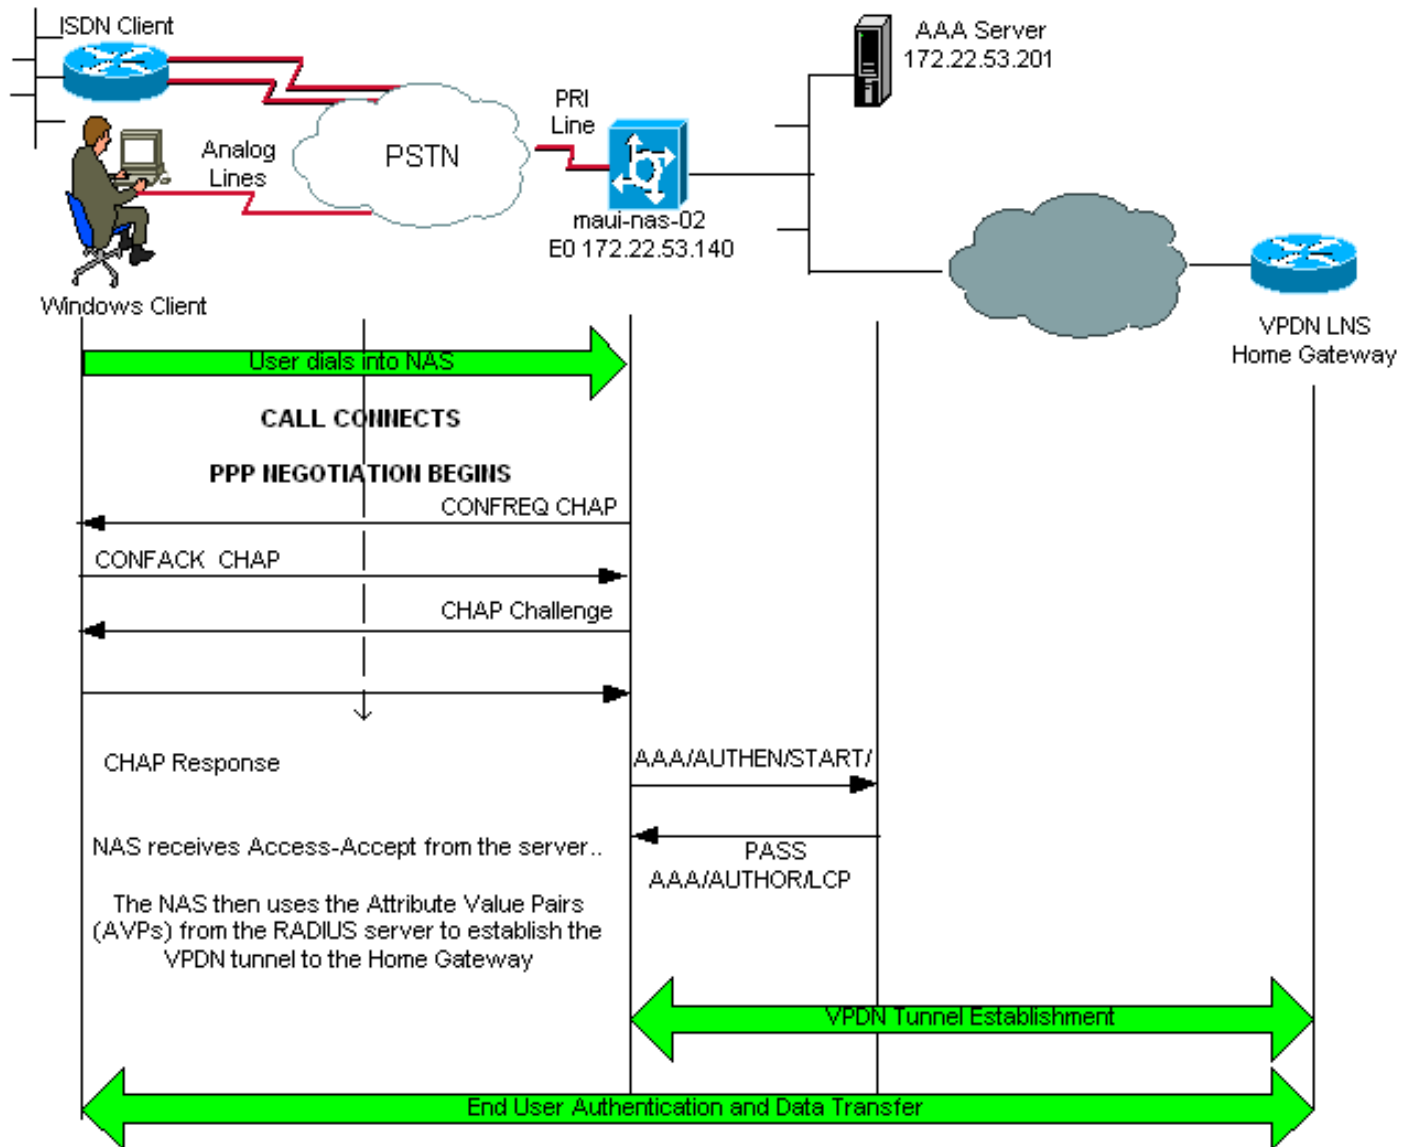 ISDN Client
AAA Server
172.22.53.201
PRI
Line
Analog
Lines
PSTN
maui-nas-02
E0 172.22.53.140
Windows Client
VPDN LNS
Home Gateway
User dials into NAS
CALL CONNECTS
PPP NEGOTIATION BEGINS
CONFREQ CHAP
CONFACK CHAP
CHAP Challenge
CHAP Response
AAA/AUTHEN/START/
NAS receives Access-Accept from the server..
PASS
AAA/AUTHOR/LCP
The NAS then uses the Attribute Value Pairs
(AVPs) from the RADIUS server to establish the
VPDN tunnel to the Home Gateway
VPDN Tunnel Establishment
End User Authentication and Data Transfer